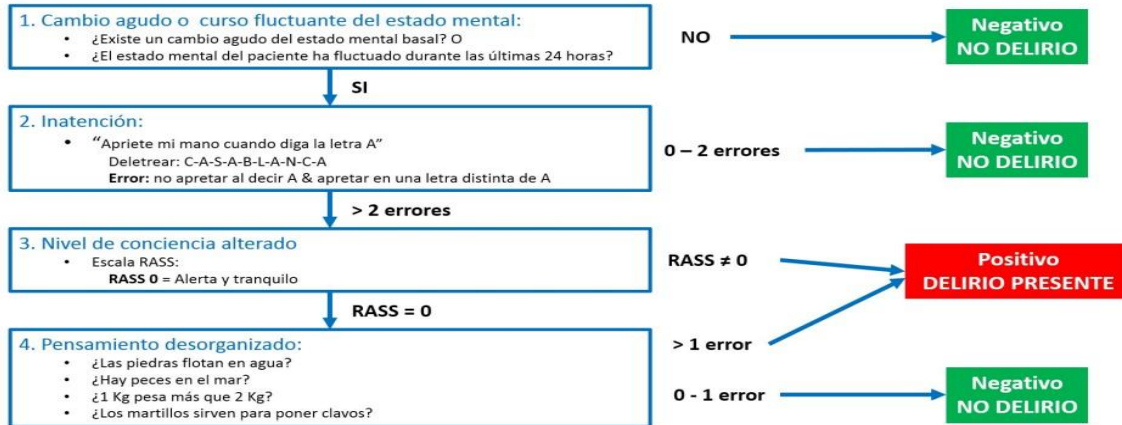 1. Cambio agudo o curso fluctuante del estado mental:
• ¿Existe un cambio agudo del estado mental basal? O
• ¿El estado mental del paciente ha fluctuado durante las últimas 24 horas?
NO
Negativo
NO DELIRIO
SI
2. Inatención:
• “Apriete mi mano cuando diga la letra A”
Deletrear: C-A-S-A-B-L-A-N-C-A
Error: no apretar al decir A & apretar en una letra distinta de A
0 – 2 errores
Negativo
NO DELIRIO
> 2 errores
3. Nivel de conciencia alterado
• Escala RASS:
RASS 0 = Alerta y tranquilo
RASS ≠ 0
Positivo
DELIRIO PRESENTE
RASS = 0
4. Pensamiento desorganizado:
• ¿Las piedras flotan en agua?
• ¿Hay peces en el mar?
• ¿1 Kg pesa más que 2 Kg?
• ¿Los martillos sirven para poner clavos?
> 1 error
0 - 1 error
Negativo
NO DELIRIO